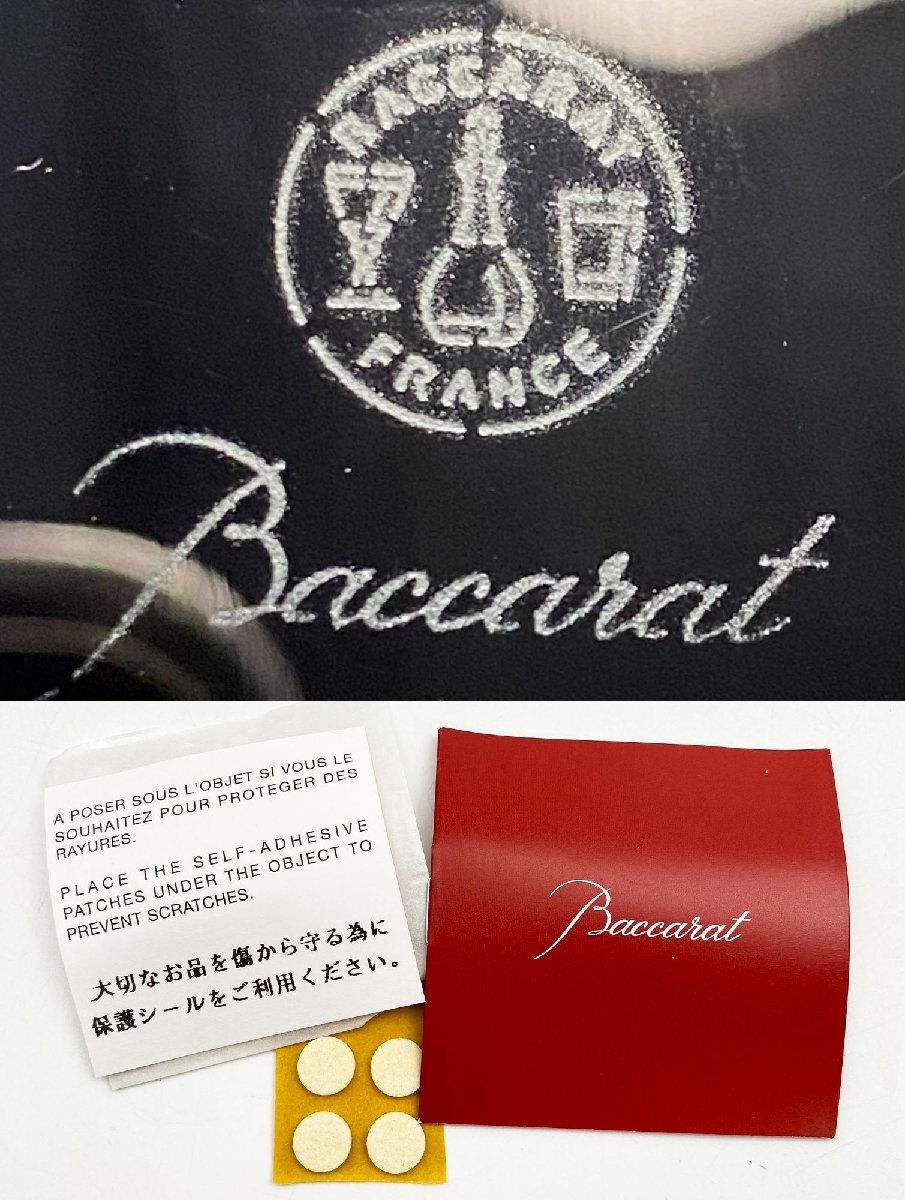 BACCARAT
FRANCE
Baccarat
A POSER SOUS L'OBJET SI VOUS LE
SOUHAITEZ POUR PROTEGER DES
RAYURES.
PLACE THE SELF-ADHESIVE
PATCHES UNDER THE OBJECT TO
PREVENT SCRATCHES.
大切なお品を傷から守る為に
保護シールをご利用ください。
Baccarat